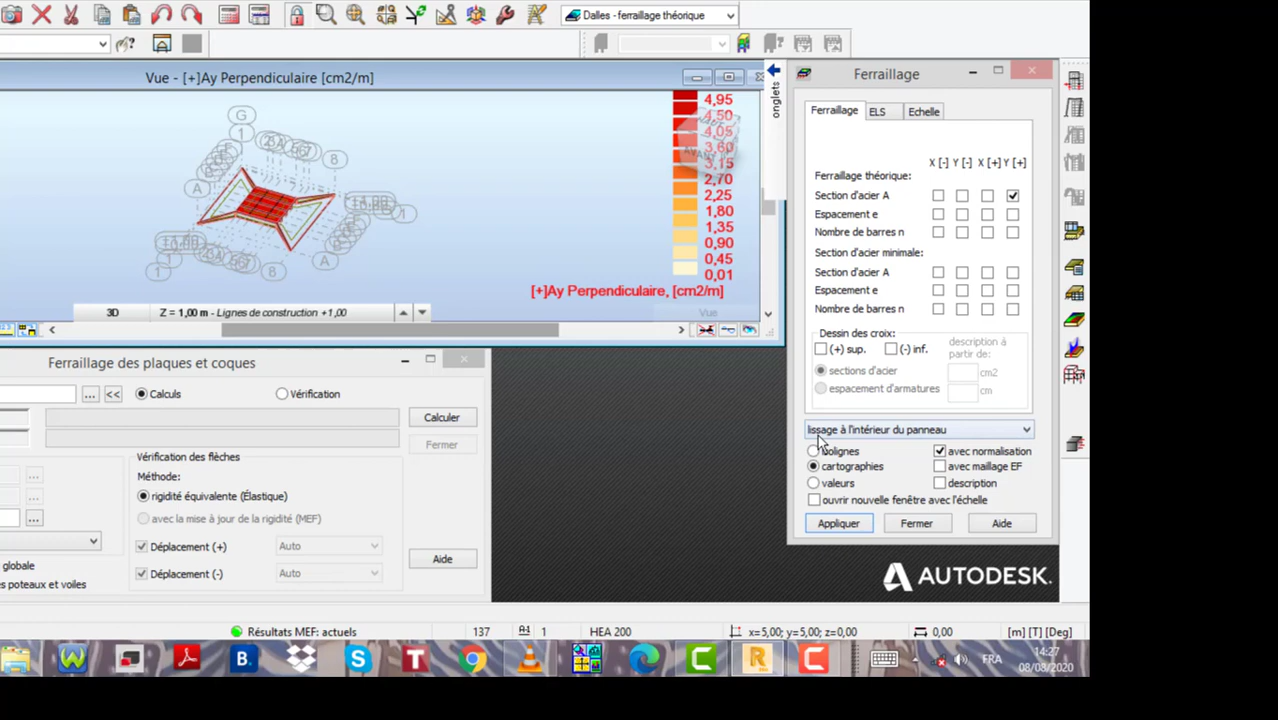 Dalles - ferraillage théorique
Vue - [+]Ay Perpendiculaire [cm2/m]
G
1
8
A
1
1
8
A
4,95
4,50
4,05
3,60
3,15
2,70
2,25
1,80
1,35
0,90
0,45
0,01
[+]Ay Perpendiculaire, [cm2/m]
Vue
3D
Z = 1,00 m - Lignes de construction +1,00
onglets
Ferraillage
Ferraillage
ELS
Echelle
X [-] Y [-] X [+] Y [+]
Ferraillage théorique:
Section d'acier A
Espacement e
Nombre de barres n
Section d'acier minimale:
Section d'acier A
Espacement e
Nombre de barres n
Dessin des croix:
(+) sup.
(-) inf.
description à
partir de:
sections d'acier
cm2
espacement d'armatures
cm
lissage à l'intérieur du panneau
isolignes
avec normalisation
cartographies
avec maillage EF
valeurs
description
ouvrir nouvelle fenêtre avec l'échelle
Appliquer
Fermer
Aide
Ferraillage des plaques et coques
...
<<
Calculs
Vérification
Calculer
Fermer
Vérification des flèches
Méthode:
rigidité équivalente (Élastique)
avec la mise à jour de la rigidité (MEF)
Déplacement (+)
Auto
Déplacement (-)
Auto
Aide
globale
es poteaux et voiles
AUTODESK.
Résultats MEF: actuels
137
1
HEA 200
x=5,00; y=5,00; z=0,00
0,00
[m] [T] [Deg]
FRA
14:27
08/08/2020